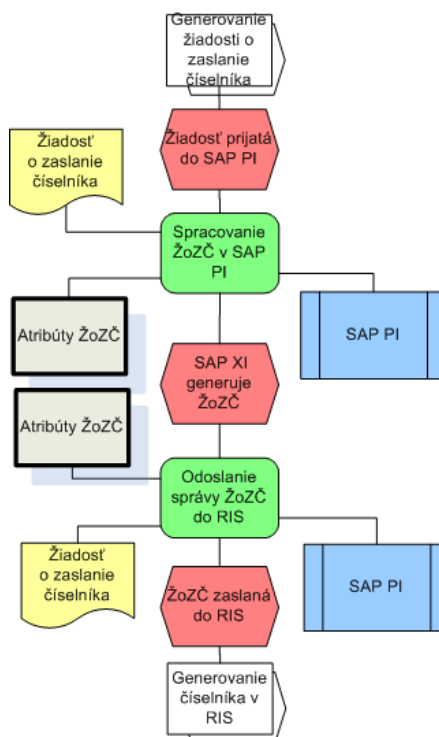 Generovanie
žiadosti o
zaslanie
číselníka
Žiadosť prijatá
do SAP PI
Žiadosť
o zaslanie
číselníka
Spracovanie
ŽoZČ v SAP
PI
Atribúty ŽoZČ
SAP PI
SAP XI
generuje
ŽoZČ
Atribúty ŽoZČ
Odoslanie
správy ŽoZČ
do RIS
Žiadosť
o zaslanie
číselníka
SAP PI
ŽoZČ zaslaná
do RIS
Generovanie
číselníka v
RIS